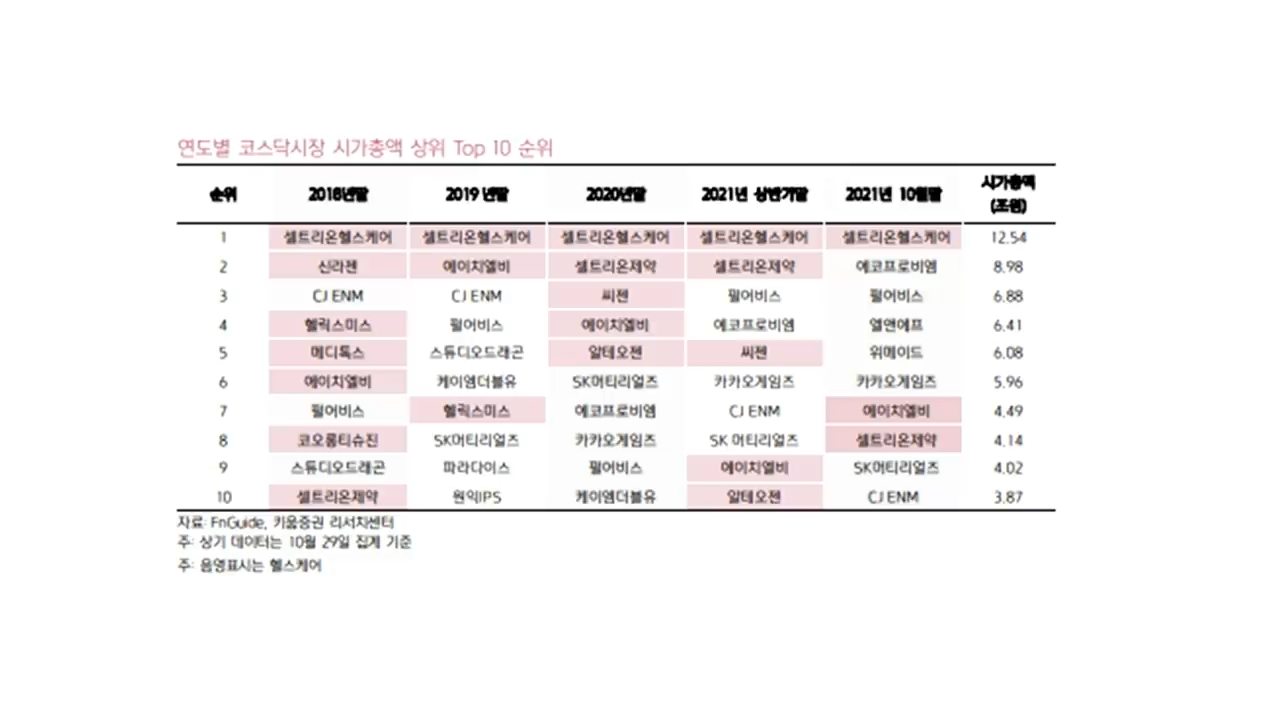 연도별 코스닥시장 시가총액 상위 Top 10 순위
순위 2018년말 2019년말 2020년말 2021년 상반기말 2021년 10월말 시가총액 (조원)
1 셀트리온헬스케어 셀트리온헬스케어 셀트리온헬스케어 셀트리온헬스케어 셀트리온헬스케어 12.54
2 신라젠 에이치엘비 셀트리온제약 셀트리온제약 에코프로비엠 8.98
3 CJ ENM CJ ENM 씨젠 펄어비스 펄어비스 6.88
4 헬릭스미스 펄어비스 에이치엘비 에코프로비엠 엘앤에프 6.41
5 메디톡스 스튜디오드래곤 알테오젠 씨젠 위메이드 6.08
6 에이치엘비 케이엠더블유 SK머티리얼즈 카카오게임즈 카카오게임즈 5.96
7 펄어비스 헬릭스미스 에코프로비엠 CJ ENM 에이치엘비 4.49
8 코오롱티슈진 SK머티리얼즈 카카오게임즈 SK 머티리얼즈 셀트리온제약 4.14
9 스튜디오드래곤 파라다이스 펄어비스 에이치엘비 SK머티리얼즈 4.02
10 셀트리온제약 원익IPS 케이엠더블유 알테오젠 CJ ENM 3.87
자료: FnGuide, 키움증권 리서치센터
주: 상기 데이터는 10월 29일 집계 기준
주: 음영표시는 헬스케어